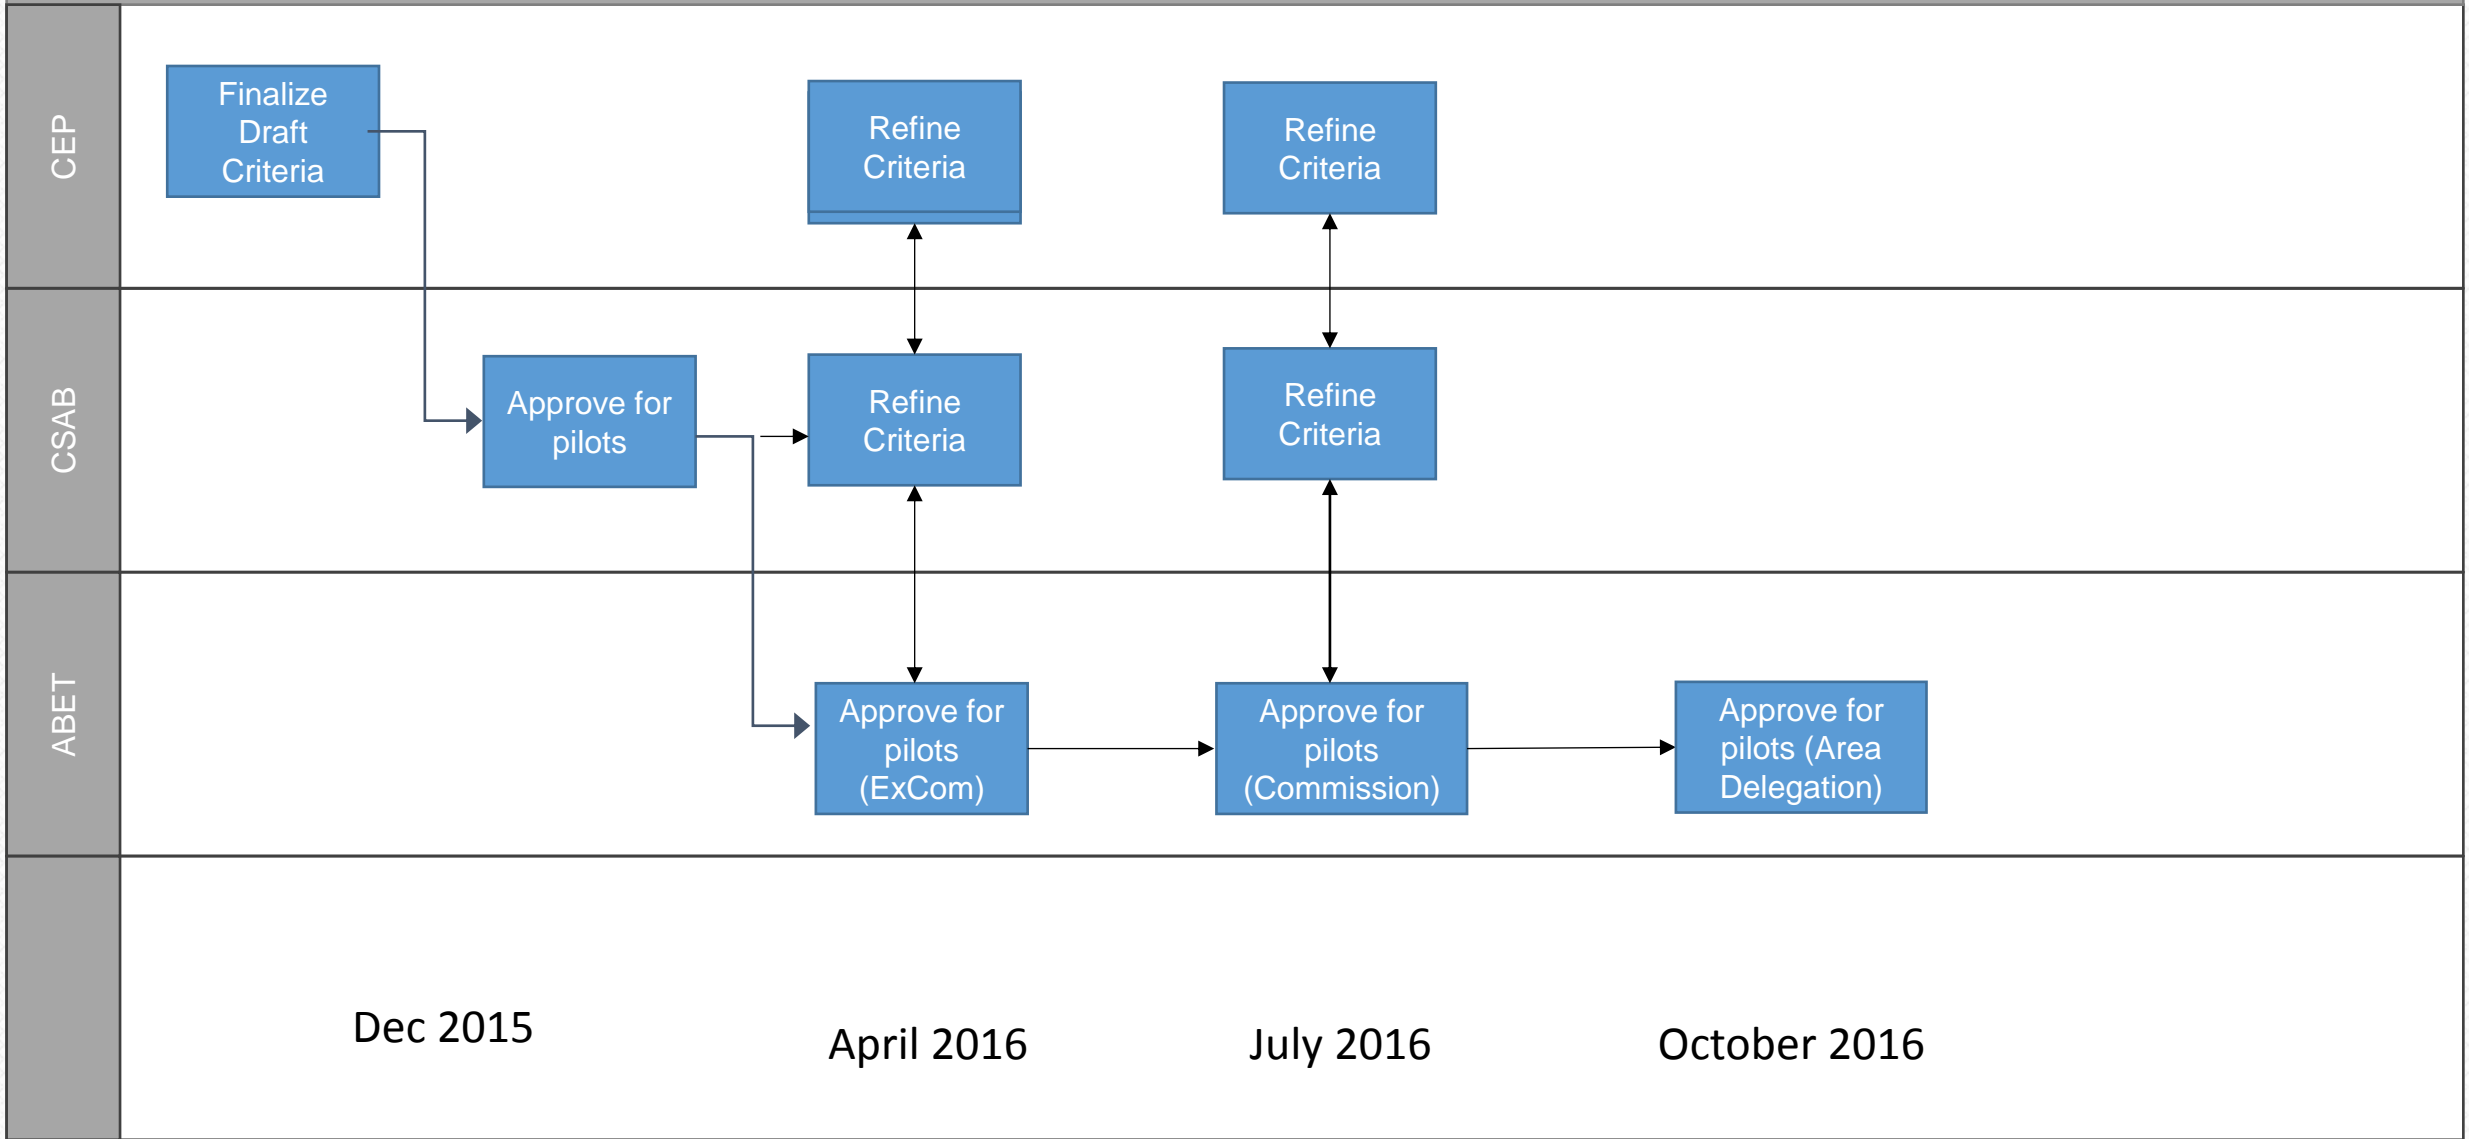 CEP
Finalize
Draft
Criteria
Refine
Criteria
Refine
Criteria
CSAB
Approve for
pilots
Refine
Criteria
Refine
Criteria
ABET
Approve for
pilots
(ExCom)
Approve for
pilots
(Commission)
Approve for
pilots (Area
Delegation)
Dec 2015
April 2016
July 2016
October 2016